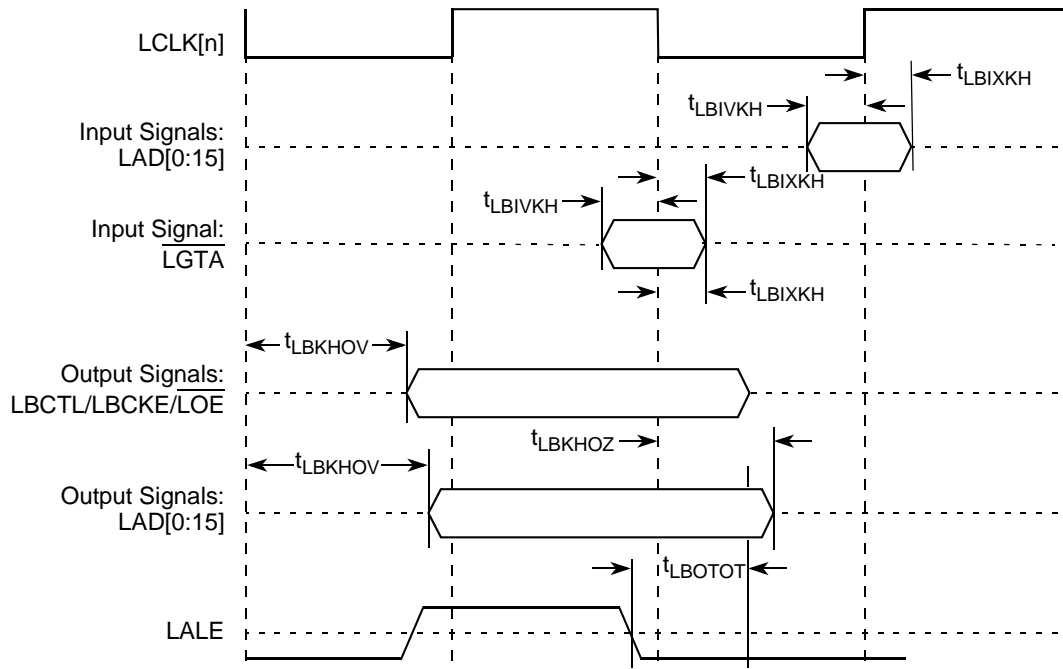 LCLK[n]
tLBIXKH
tLBIVKH
Input Signals:
LAD[0:15]
tLBIXKH
tLBIVKH
Input Signal:
LGTA
tLBIXKH
tLBKHOV
Output Signals:
LBCTL/LBCKE/LOE
tLBKHOZ
tLBKHOV
Output Signals:
LAD[0:15]
tLBOTOT
LALE